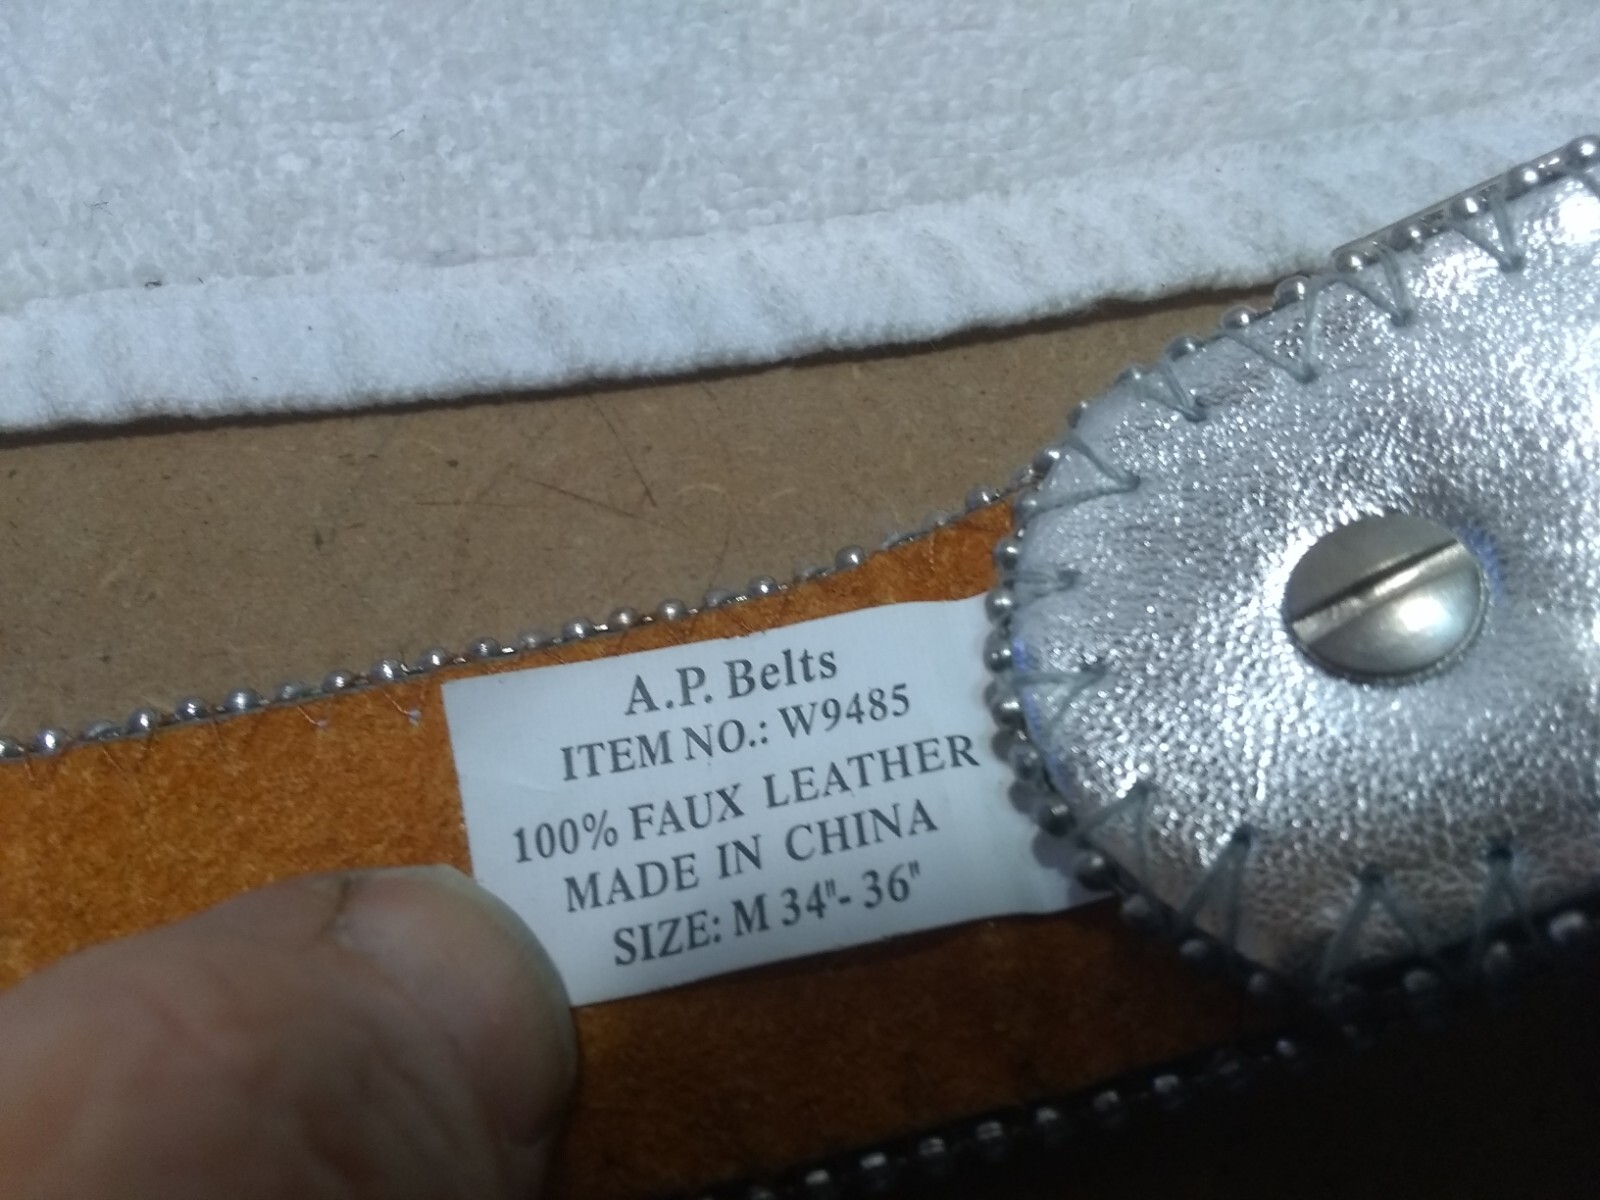 A.P. Belts
ITEM NO.: W9485
100% FAUX LEATHER
MADE IN CHINA
SIZE: M 34"- 36"